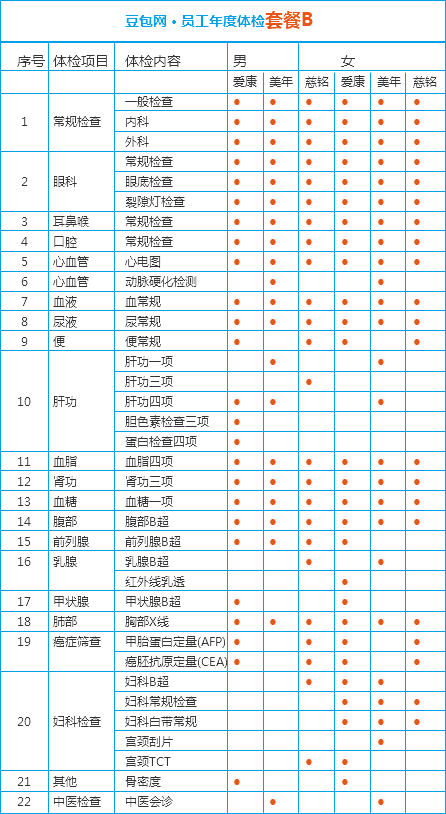 豆包网·员工年度体检套餐B
序号 体检项目 体检内容 男 女
爱康 美年 慈铭 爱康 美年 慈铭
1 常规检查 一般检查 ● ● ● ● ● ●
内科 ● ● ● ● ● ●
外科 ● ● ● ● ● ●
2 眼科 常规检查 ● ● ● ● ● ●
眼底检查 ● ● ● ● ● ●
裂隙灯检查 ● ● ● ● ● ●
3 耳鼻喉 常规检查 ● ● ● ● ● ●
4 口腔 常规检查 ● ● ● ● ● ●
5 心血管 心电图 ● ● ● ● ● ●
6 心血管 动脉硬化检测 ● ●
7 血液 血常规 ● ● ● ● ● ●
8 尿液 尿常规 ● ● ● ● ● ●
9 便 便常规 ● ● ● ●
10 肝功 肝功一项 ● ●
肝功三项 ●
肝功四项 ● ● ●
胆色素检查三项 ●
蛋白检查四项 ●
11 血脂 血脂四项 ● ● ● ● ● ●
12 肾功 肾功三项 ● ● ● ● ● ●
13 血糖 血糖一项 ● ● ● ● ● ●
14 腹部 腹部B超 ● ● ● ● ● ●
15 前列腺 前列腺B超 ● ● ● ●
16 乳腺 乳腺B超 ● ●
红外线乳透 ●
17 甲状腺 甲状腺B超 ● ●
18 肺部 胸部X线 ● ● ● ● ● ●
19 癌症筛查 甲胎蛋白定量(AFP) ● ● ● ●
癌胚抗原定量(CEA) ● ● ● ●
20 妇科检查 妇科B超 ● ● ●
妇科常规检查 ● ● ●
妇科白带常规 ● ● ●
宫颈刮片 ●
宫颈TCT ● ●
21 其他 骨密度 ● ●
22 中医检查 中医会诊 ● ●